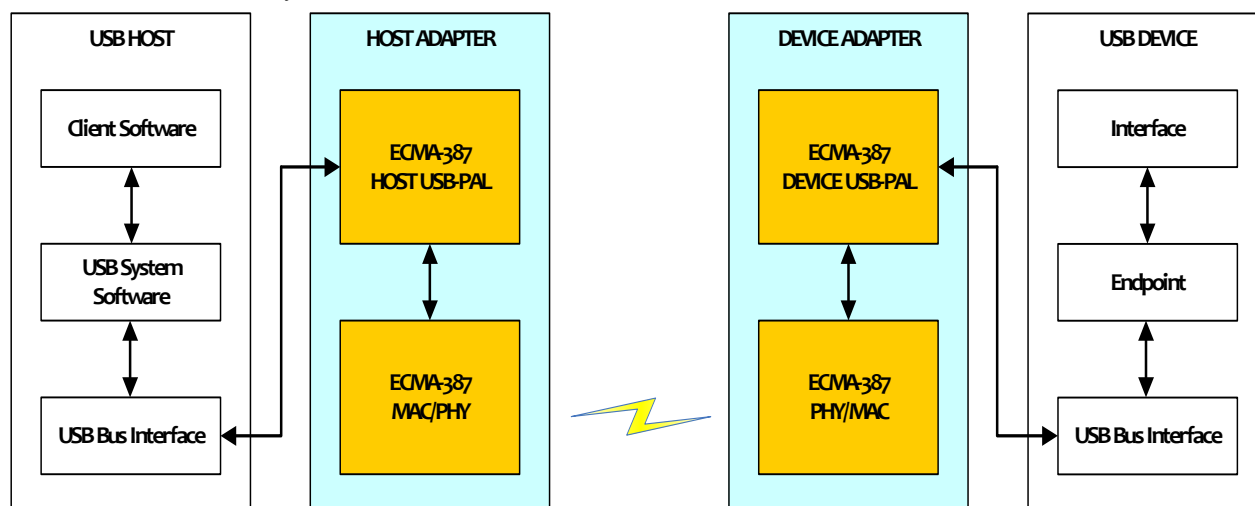 USB HOST
Client Software
USB System
Software
USB Bus Interface
HOST ADAPTER
ECMA-387
HOST USB-PAL
ECMA-387
MAC/PHY
DEVICE ADAPTER
ECMA-387
DEVICE USB-PAL
ECMA-387
PHY/MAC
USB DEVICE
Interface
Endpoint
USB Bus Interface